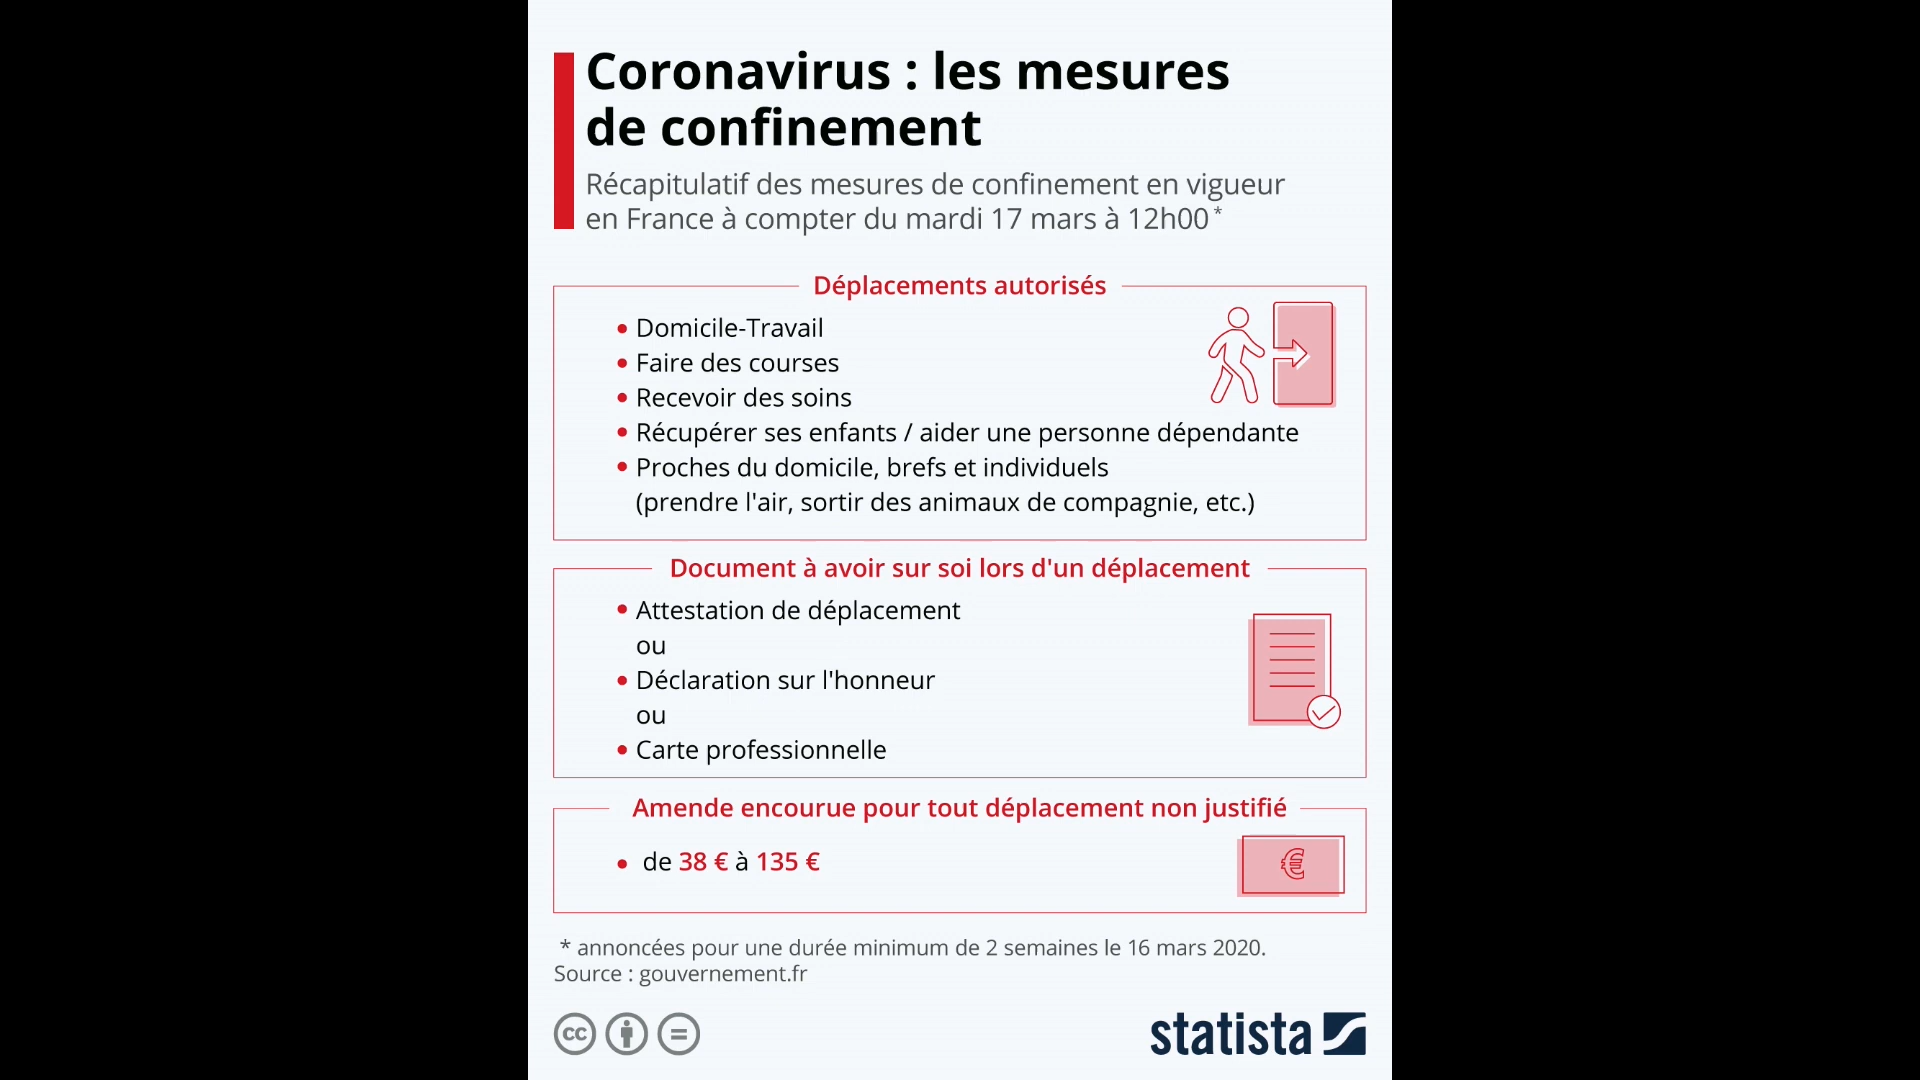 Coronavirus : les mesures
de confinement
Récapitulatif des mesures de confinement en vigueur
en France à compter du mardi 17 mars à 12h00 *
Déplacements autorisés
• Domicile-Travail
• Faire des courses
• Recevoir des soins
• Récupérer ses enfants / aider une personne dépendante
• Proches du domicile, brefs et individuels
(prendre l'air, sortir des animaux de compagnie, etc.)
Document à avoir sur soi lors d'un déplacement
• Attestation de déplacement
ou
• Déclaration sur l'honneur
ou
• Carte professionnelle
Amende encourue pour tout déplacement non justifié
• de 38 € à 135 €
€
* annoncées pour une durée minimum de 2 semaines le 16 mars 2020.
Source : gouvernement.fr
cc =
statista